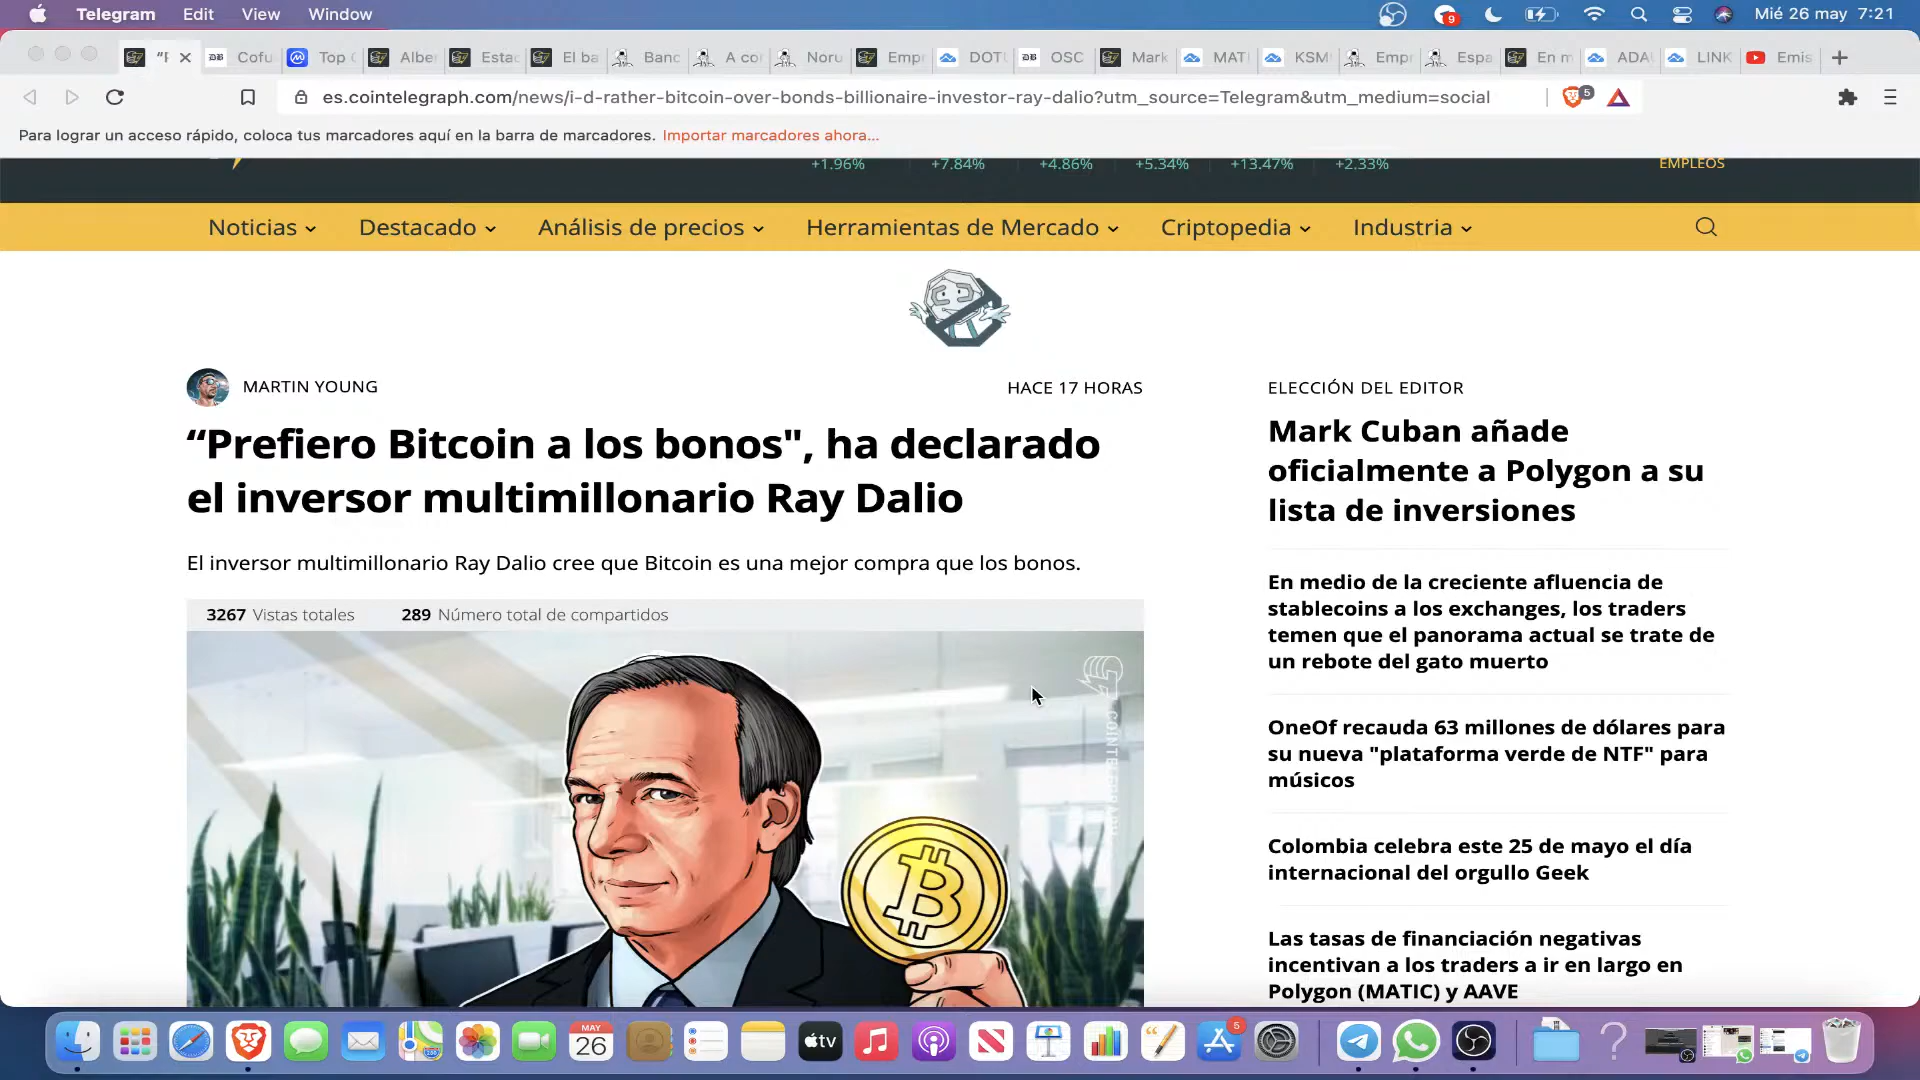 Telegram Edit View Window
9
Mié 26 may 7:21
"F Cofu Top Albe Esta El ba Banc A co Noru Emp DOT OSC Mark MAT KSM Empr Espa En m ADA LINK Emis
es.cointelegraph.com/news/i-d-rather-bitcoin-over-bonds-billionaire-investor-ray-dalio?utm_source=Telegram&utm_medium=social
5
Para lograr un acceso rápido, coloca tus marcadores aquí en la barra de marcadores. Importar marcadores ahora...
+1.96% +7.84% +4.86% +5.34% +13.47% +2.33%
EMPLEOS
Noticias Destacado Análisis de precios Herramientas de Mercado Criptopedia Industria
MARTIN YOUNG
HACE 17 HORAS
“Prefiero Bitcoin a los bonos", ha declarado
el inversor multimillonario Ray Dalio
El inversor multimillonario Ray Dalio cree que Bitcoin es una mejor compra que los bonos.
3267 Vistas totales 289 Número total de compartidos
COINTELEGRAPH
ELECCIÓN DEL EDITOR
Mark Cuban añade
oficialmente a Polygon a su
lista de inversiones
En medio de la creciente afluencia de
stablecoins a los exchanges, los traders
temen que el panorama actual se trate de
un rebote del gato muerto
OneOf recauda 63 millones de dólares para
su nueva "plataforma verde de NTF" para
músicos
Colombia celebra este 25 de mayo el día
internacional del orgullo Geek
Las tasas de financiación negativas
incentivan a los traders a ir en largo en
Polygon (MATIC) y AAVE
MAY
26
tv
5